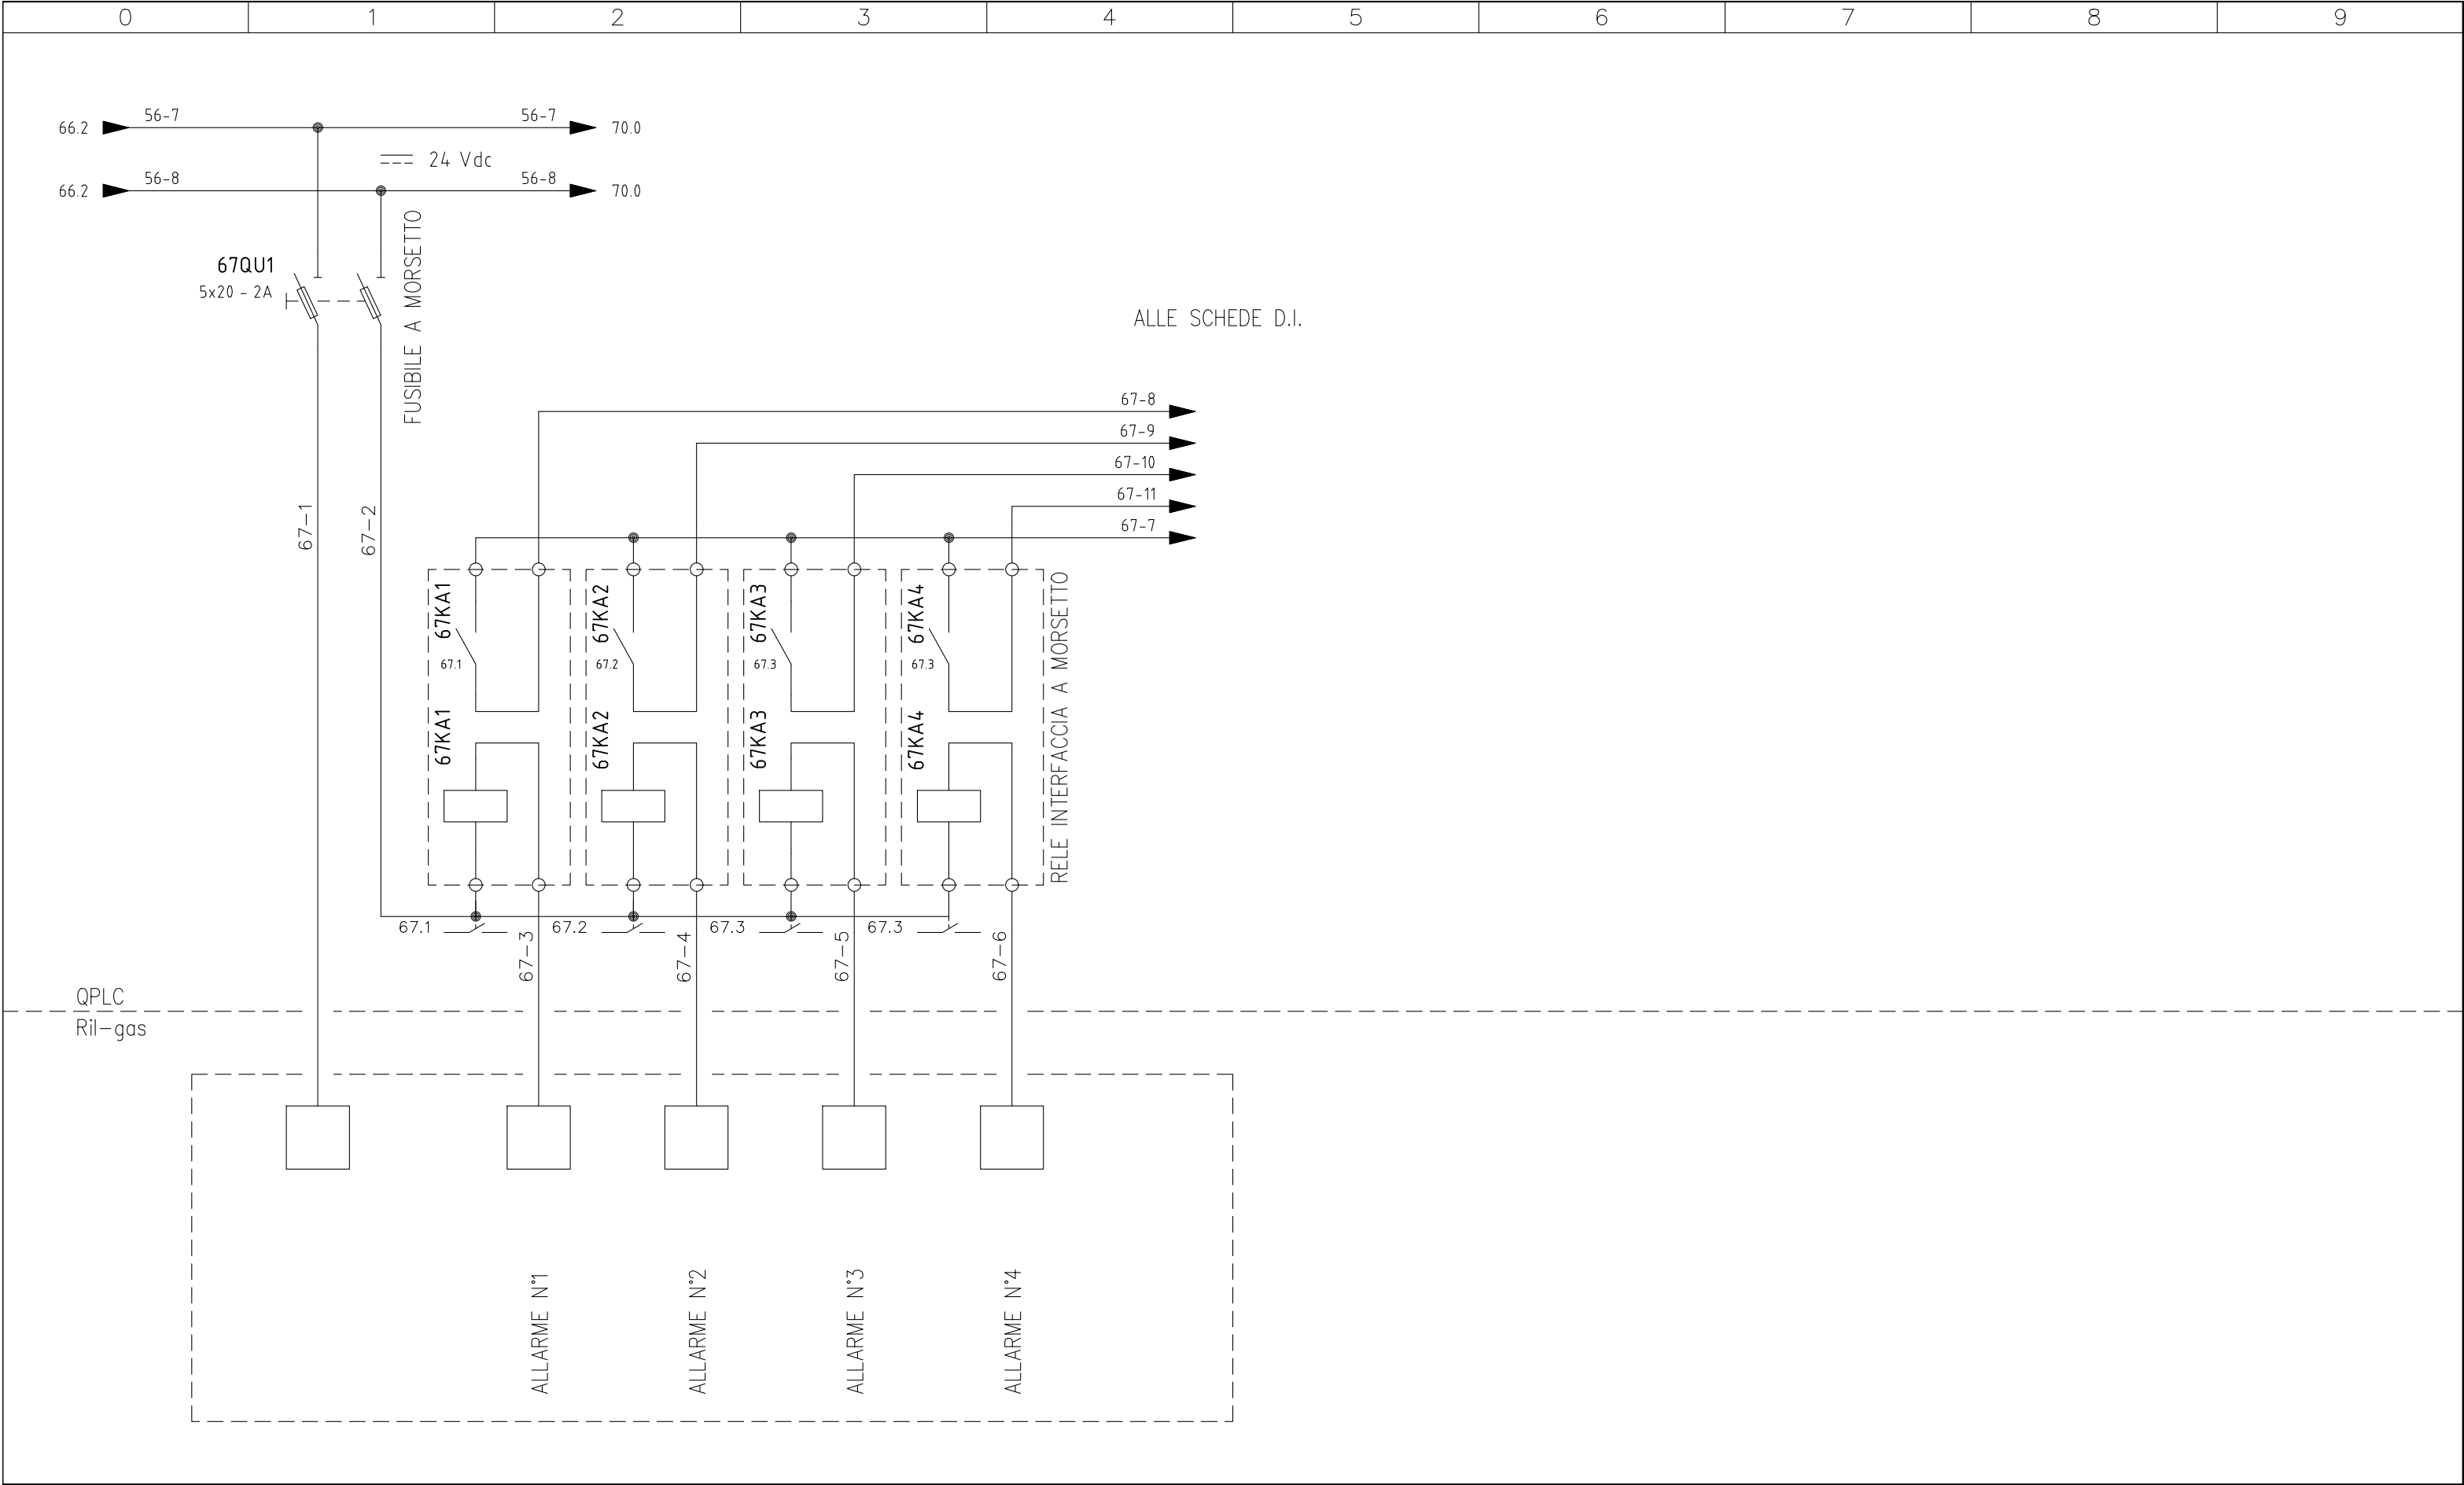 0 1 2 3 4 5 6 7 8 9
66.2 56-7 56-7 70.0
24 Vdc
66.2 56-8 56-8 70.0
67QU1
5x20 - 2A
FUSIBILE A MORSETTO
ALLE SCHEDE D.I.
67-8
67-9
67-10
67-11
67-7
67-1
67-2
67KA1 67KA2 67KA3 67KA4
67.1 67.2 67.3 67.3
67KA1 67KA2 67KA3 67KA4
RELE INTERFACCIA A MORSETTO
67.1 67.2 67.3 67.3
67-3 67-4 67-5 67-6
QPLC
Ril-gas
ALLARME N°1
ALLARME N°2
ALLARME N°3
ALLARME N°4